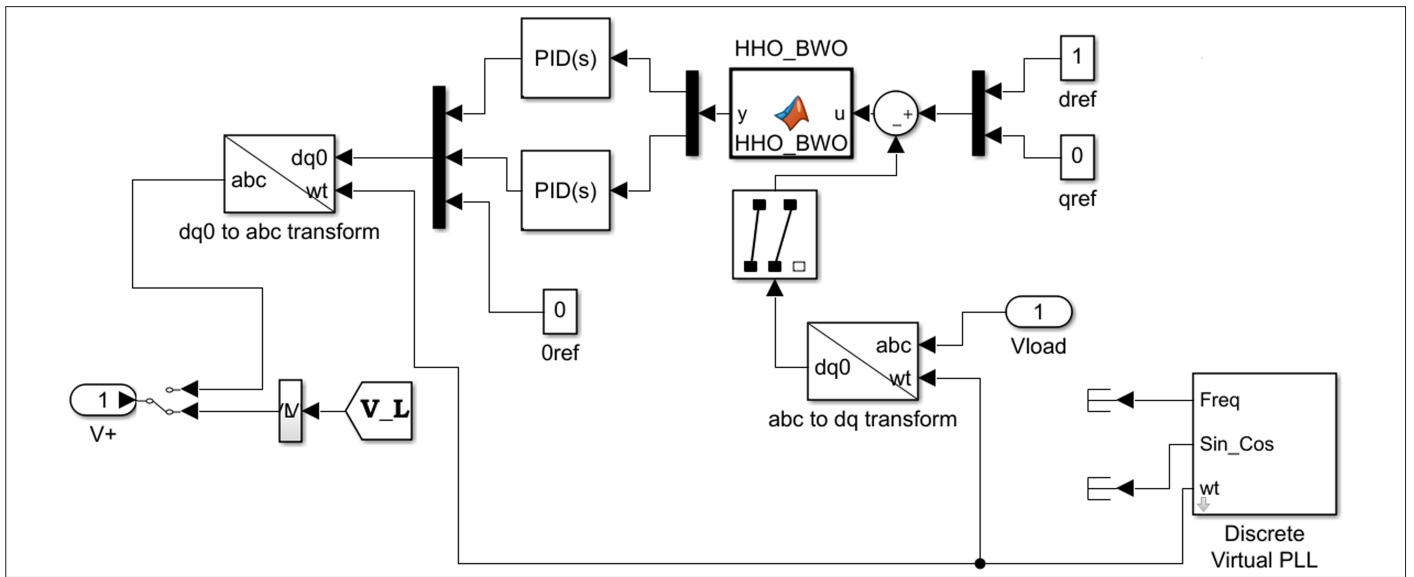 HHO_BWO
PID(s)
1
dref
y
u
_
+
HHO_BWO
0
qref
PID(s)
dq0
abc
wt
dq0 to abc transform
0
0ref
1
Vload
abc
dq0
wt
abc to dq transform
1
V+
V_L
Freq
Sin_Cos
wt
Discrete
Virtual PLL